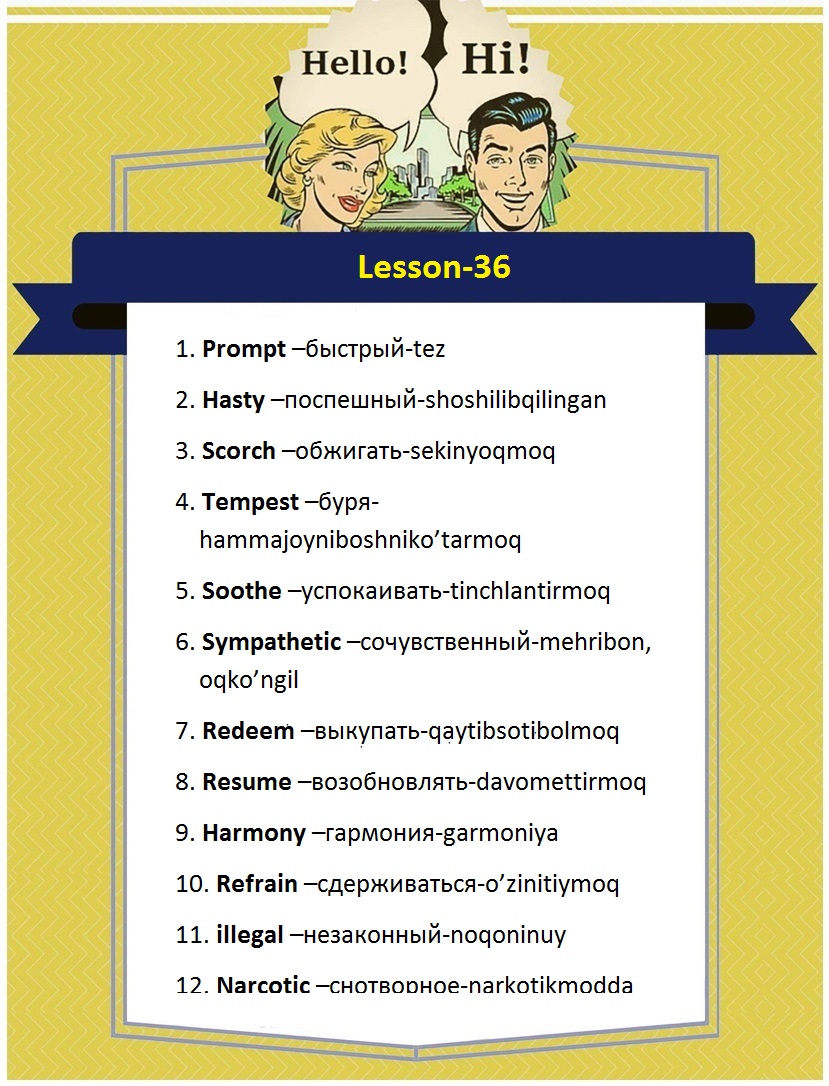 Hello!
Hi!
Lesson-36
1. Prompt –быстрый-tez
2. Hasty –поспешный-shoshilibqilingan
3. Scorch –обжигать-sekinyoqmoq
4. Tempest –буря-
hammajoyniboshniko’tarmoq
5. Soothe –успокаивать-tinchlantirmoq
6. Sympathetic –сочувственный-mehribon,
oqko’ngil
7. Redeem –выкупать-qaytibsotibolmoq
8. Resume –возобновлять-davomettirmoq
9. Harmony –гармония-garmoniya
10. Refrain –сдерживаться-o’zinitiymoq
11. illegal –незаконный-noqoninuy
12. Narcotic –снотворное-narkotikmodda